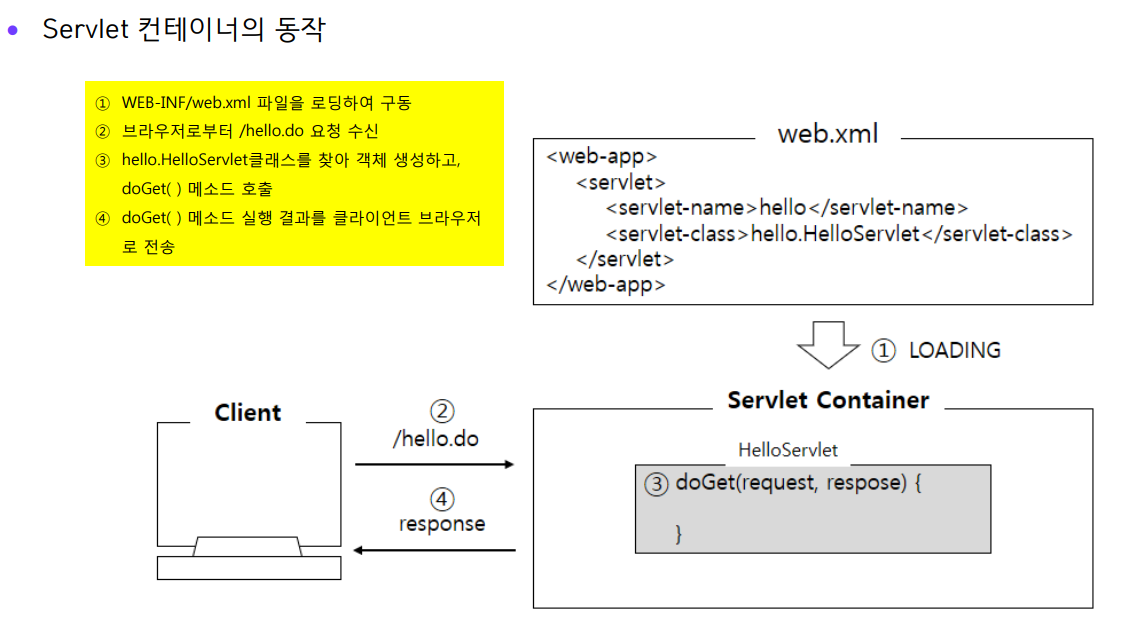 Servlet 컨테이너의 동작
① WEB-INF/web.xml 파일을 로딩하여 구동
② 브라우저로부터 /hello.do 요청 수신
③ hello.HelloServlet클래스를 찾아 객체 생성하고,
doGet( ) 메소드 호출
④ doGet( ) 메소드 실행 결과를 클라이언트 브라우저
로 전송
web.xml
<web-app>
<servlet>
<servlet-name>hello</servlet-name>
<servlet-class>hello.HelloServlet</servlet-class>
</servlet>
</web-app>
① LOADING
Client
②
/hello.do
④
response
Servlet Container
HelloServlet
③ doGet(request, respose) {
}